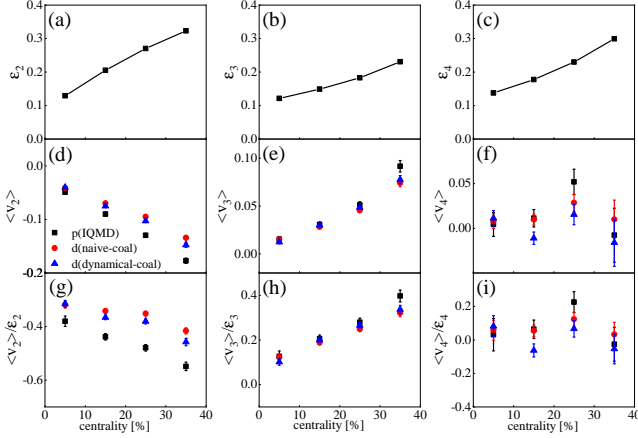 (a)
(b)
(c)
ε2
ε3
ε4
0.4
0.3
0.2
0.1
0.0
0.4
0.3
0.2
0.1
0.0
0.4
0.3
0.2
0.1
0.0
(d)
(e)
(f)
<v2>
<v3>
<v4>
0.0
-0.1
-0.2
0.10
0.05
0.00
0.05
0.00
p(IQMD)
d(naive-coal)
d(dynamical-coal)
(g)
(h)
(i)
<v2>/ε2
<v3>/ε3
<v4>/ε4
-0.2
-0.4
-0.6
0.4
0.2
0.0
0.2
0.0
-0.1
-0.4
0 10 20 30 40
0 10 20 30 40
0 10 20 30 40
centrality [%]
centrality [%]
centrality [%]